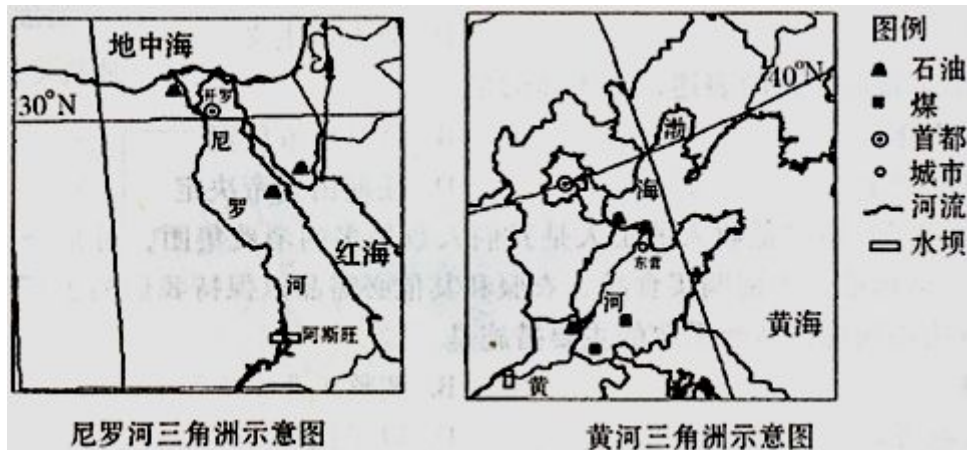 地中海
30°N
开罗
尼
罗
河
红海
阿斯旺
尼罗河三角洲示意图
40°N
渤
海
东营
河
黄
黄海
黄河三角洲示意图
图例
石油
煤
首都
城市
河流
水坝